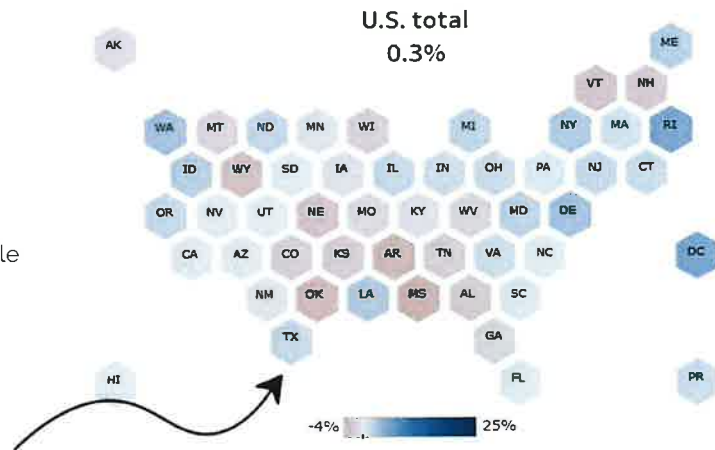 U.S. total
0.3%
AK ME
VT NH
WA MT ND MN WI MI NY MA RI
ID WY SD IA IL IN OH PA NJ CT
OR NV UT NE MO KY WV MD DE
le
CA AZ CO KS AR TN VA NC DC
NM OK LA MS AL SC
TX GA
HI FL PR
-4% 25%